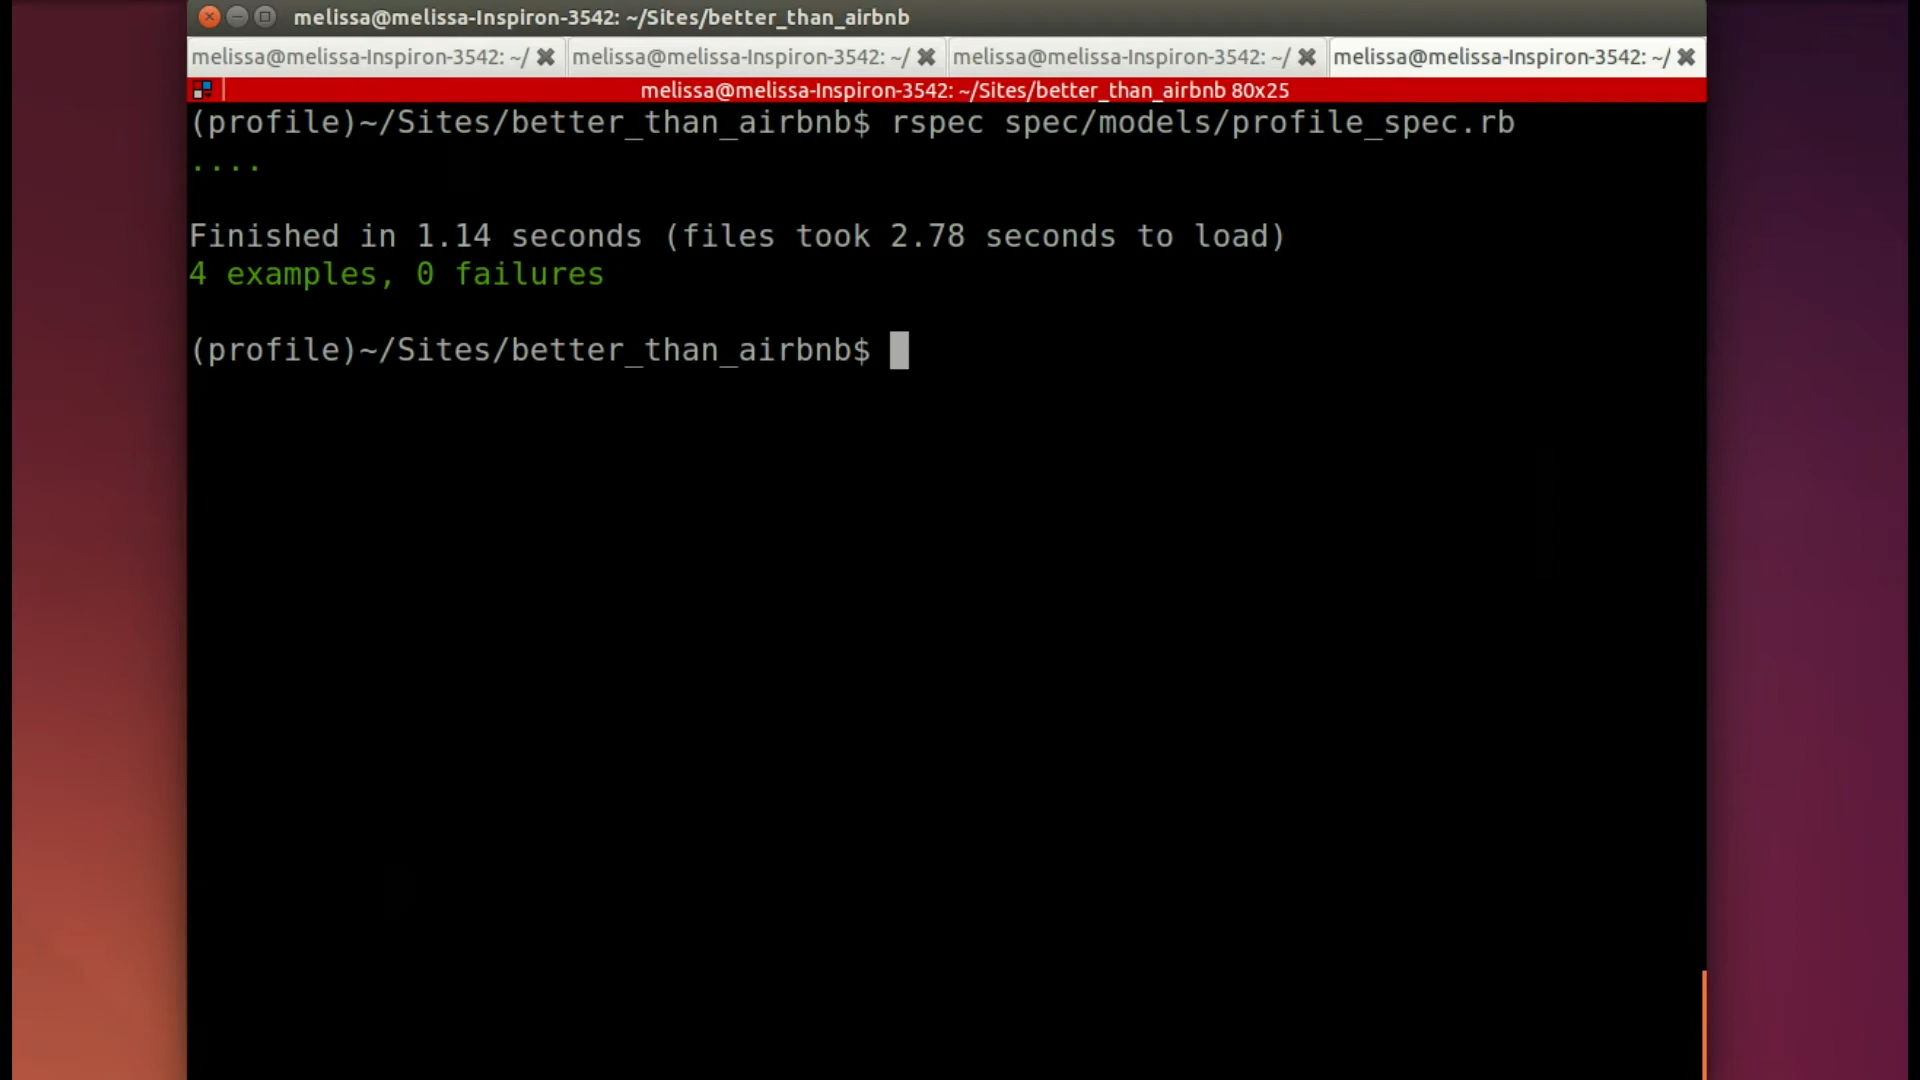 melissa@melissa-Inspiron-3542: ~/Sites/better_than_airbnb
melissa@melissa-Inspiron-3542: ~/ melissa@melissa-Inspiron-3542: ~/ melissa@melissa-Inspiron-3542: ~/ melissa@melissa-Inspiron-3542: ~/
melissa@melissa-Inspiron-3542: ~/Sites/better_than_airbnb 80x25
(profile)~/Sites/better_than_airbnb$ rspec spec/models/profile_spec.rb
....
Finished in 1.14 seconds (files took 2.78 seconds to load)
4 examples, 0 failures
(profile)~/Sites/better_than_airbnb$